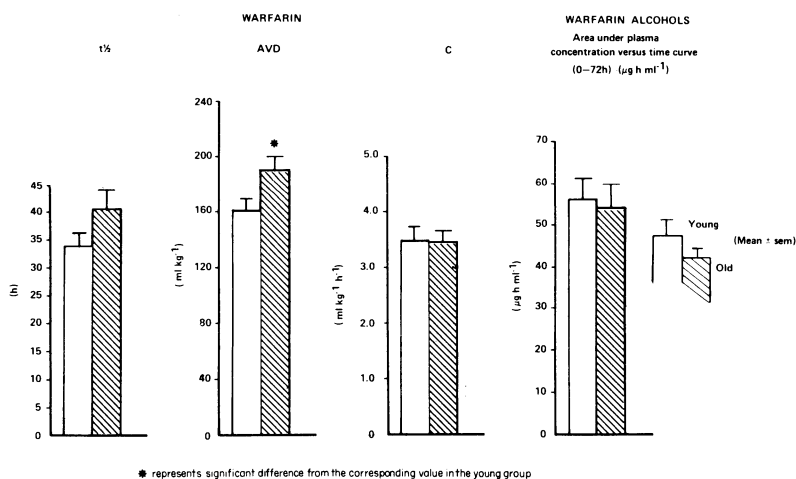 WARFARIN
WARFARIN ALCOHOLS
Area under plasma
concentration versus time curve
(0–72h) (μg h ml⁻¹)
t½
AVD
C
(h)
45
40
35
30
25
20
15
10
5
0
(ml kg⁻¹)
240
200
160
120
80
40
0
✱
(ml kg⁻¹ h⁻¹)
5.0
4.0
3.0
2.0
1.0
0
(μg h ml⁻¹)
70
60
50
40
30
20
10
0
Young
(Mean ± sem)
Old
✱ represents significant difference from the corresponding value in the young group